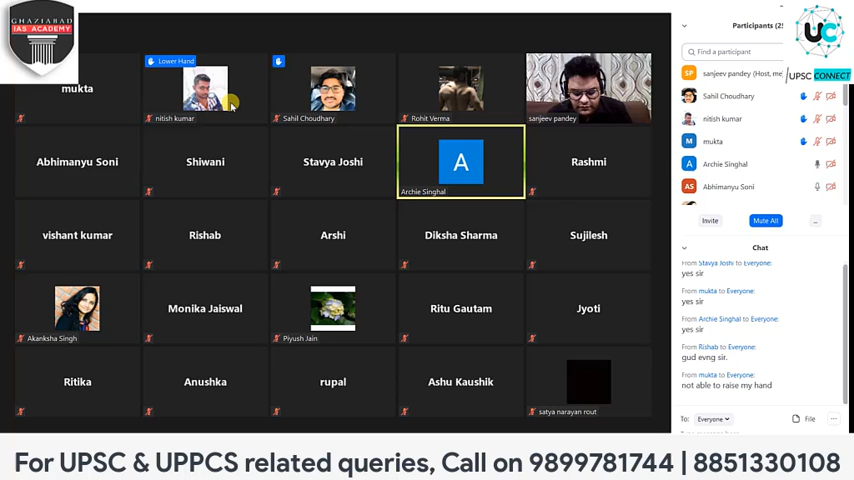 GHAZIABAD
IAS ACADEMY
UC
UPSC CONNECT
Participants (2
Find a participant
SP sanjeev pandey (Host, me
Sahil Choudhary
nitish kumar
M mukta
A Archie Singhal
AS Abhimanyu Soni
Invite
Mute All
...
Chat
From Stavya Joshi to Everyone:
yes sir
From mukta to Everyone:
yes sir
From Archie Singhal to Everyone:
yes sir
From Rishab to Everyone:
gud evng sir.
From mukta to Everyone:
not able to raise my hand
To: Everyone
File
...
Lower Hand
mukta
nitish kumar
Sahil Choudhary
Rohit Verma
sanjeev pandey
Abhimanyu Soni
Shiwani
Stavya Joshi
A
Archie Singhal
Rashmi
vishant kumar
Rishab
Arshi
Diksha Sharma
Sujilesh
Akanksha Singh
Monika Jaiswal
Piyush Jain
Ritu Gautam
Jyoti
Ritika
Anushka
rupal
Ashu Kaushik
satya narayan rout
For UPSC & UPPCS related queries, Call on 9899781744 | 8851330108